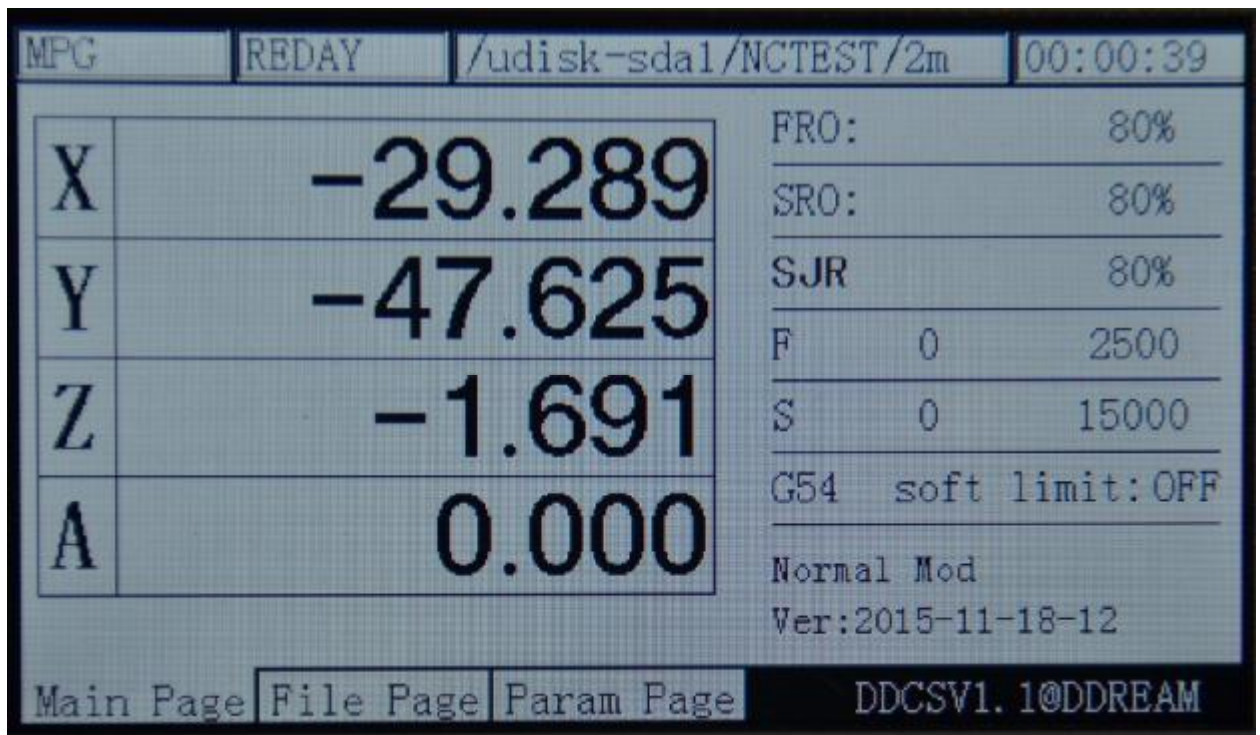 MPG REDAY /udisk-sda1/NCTEST/2m 00:00:39
X -29.289
Y -47.625
Z -1.691
A 0.000
FRO: 80%
SRO: 80%
SJR 80%
F 0 2500
S 0 15000
G54 soft limit:OFF
Normal Mod
Ver:2015-11-18-12
Main Page File Page Param Page DDCSV1.1@DDREAM